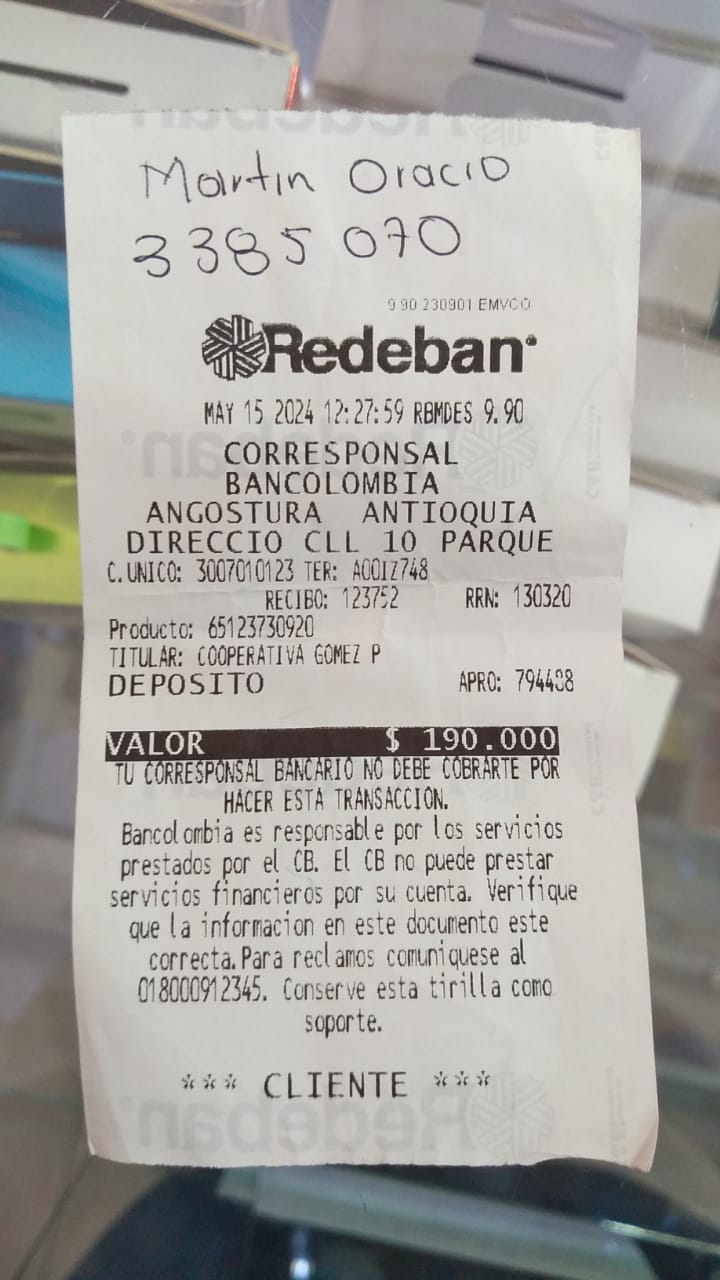 Martin Oracio
3385 070
9 90 230901 EMVCO
Redeban
MAY 15 2024 12:27:59 RBMDES 9.90
CORRESPONSAL
BANCOLOMBIA
ANGOSTURA ANTIOQUIA
DIRECCIO CLL 10 PARQUE
C.UNICO: 3007010123 TER: A00IZ748
RECIBO: 123752 RRN: 130320
Producto: 65123730920
TITULAR: COOPERATIVA GOMEZ P
DEPOSITO APRO:
VALOR $ 190.000
TU CORRESPONSAL BANCARIO NO DEBE COBRARTE POR
HACER ESTA TRANSACCION.
Bancolombia es responsable por los servicios
prestados por el CB. El CB no puede prestar
servicios financieros por su cuenta. Verifique
que la informacion en este documento este
correcta. Para reclamos comuniquese al
018000912345. Conserve esta tirilla como
soporte.
*** CLIENTE ***